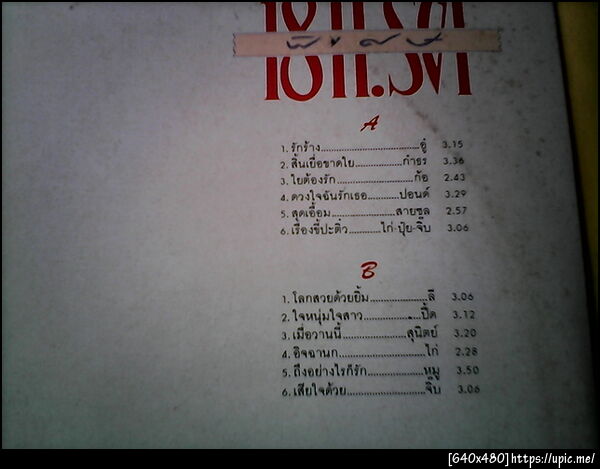 A
1. รักร้าง.......................................อู๋ 3.15
2. สิ้นเยื่อขาดใย..................กำธร 3.36
3. ใยต้องรัก..............................ก้อ 2.43
4. ดวงใจฉันรักเธอ...........ปอนด์ 3.29
5. สุดเอื้อม........................สายชล 2.57
6. เรื่องขี้ปะติ๋ว............ไก่-ปุ๋ย-จิ๊บ 3.06
B
1. โลกสวยด้วยยิ้ม......................ลี 3.06
2. ใจหนุ่มใจสาว......................ปื๊ด 3.12
3. เมื่อวานนี้.........................สุนิตย์ 3.20
4. อิจฉานก.................................ไก่ 2.28
5. ถึงอย่างไรก็รัก......................หมู 3.50
6. เสียใจด้วย..............................จิ๊บ 3.06
[640x480]https://upic.me/